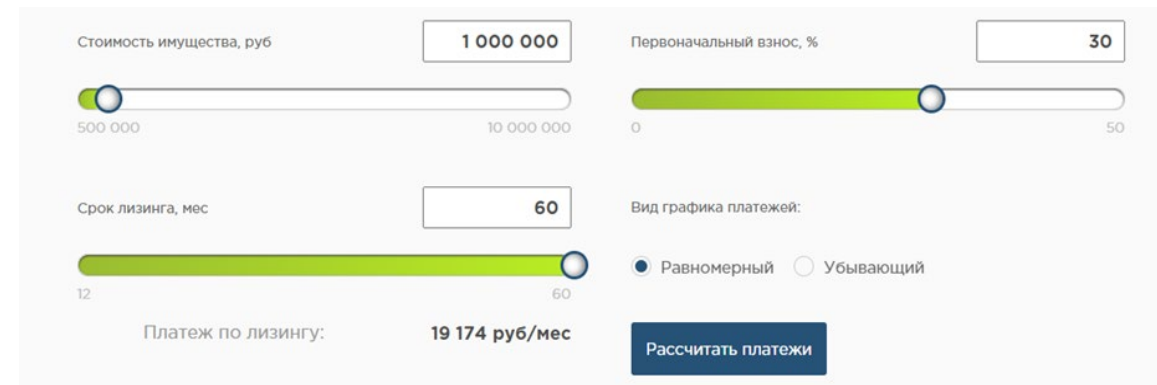 Стоимость имущества, руб
1 000 000
Первоначальный взнос, %
30
500 000
10 000 000
0
50
Срок лизинга, мес
60
Вид графика платежей:
Равномерный
Убывающий
12
60
Платеж по лизингу:
19 174 руб/мес
Рассчитать платежи